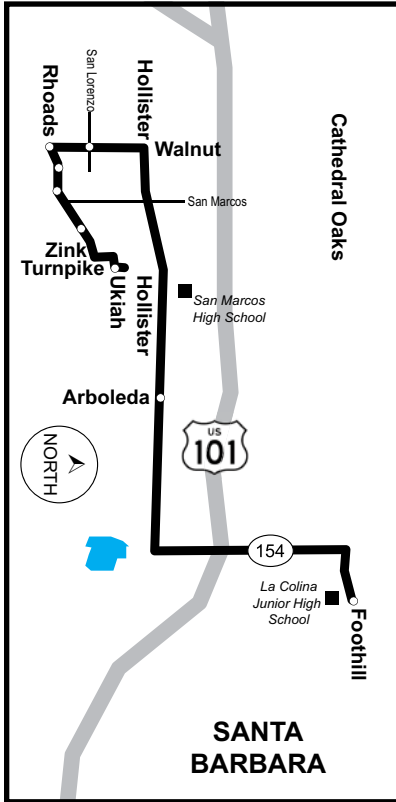 Cathedral Oaks
Hollister
San Lorenzo
Rhoads
Walnut
San Marcos
Zink
Turnpike
Ukiah
Hollister
San Marcos
High School
Arboleda
US
101
NORTH
154
La Colina
Junior High
School
Foothill
SANTA
BARBARA